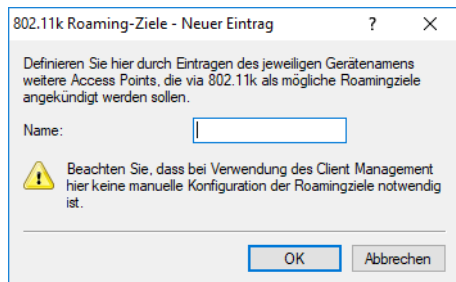 802.11k Roaming-Ziele - Neuer Eintrag
Definieren Sie hier durch Eintragen des jeweiligen Gerätenamens
weitere Access Points, die via 802.11k als mögliche Roamingziele
angekündigt werden sollen.
Name:
Beachten Sie, dass bei Verwendung des Client Management
hier keine manuelle Konfiguration der Roamingziele notwendig
ist.
OK Abbrechen